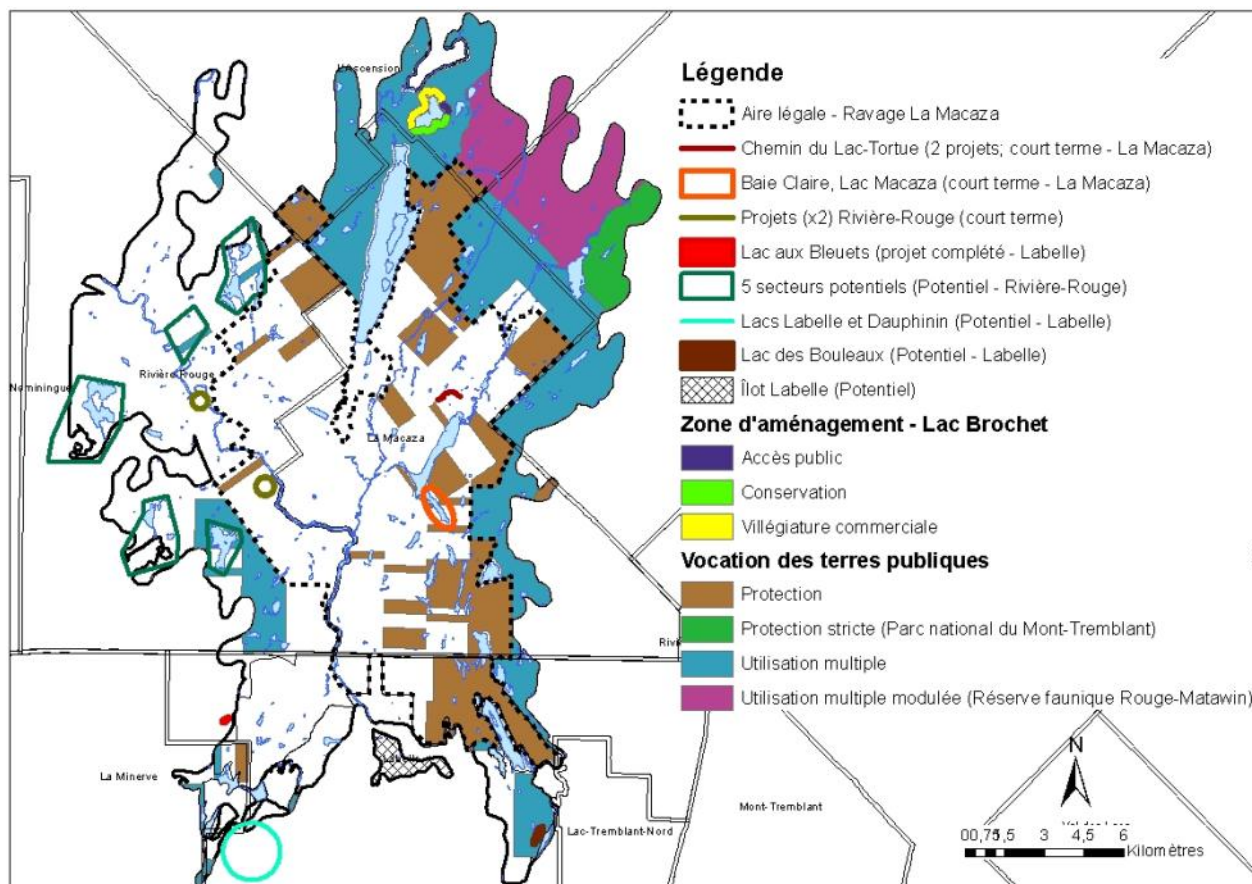 L'Ascension
Nominingue
Rivière-Rouge
La Macaza
La Minerve
Labelle
Lac-Tremblant-Nord
Mont-Tremblant
Légende
Aire légale - Ravage La Macaza
Chemin du Lac-Tortue (2 projets; court terme - La Macaza)
Baie Claire, Lac Macaza (court terme - La Macaza)
Projets (x2) Rivière-Rouge (court terme)
Lac aux Bleuets (projet complété - Labelle)
5 secteurs potentiels (Potentiel - Rivière-Rouge)
Lacs Labelle et Dauphinin (Potentiel - Labelle)
Lac des Bouleaux (Potentiel - Labelle)
Îlot Labelle (Potentiel)
Zone d'aménagement - Lac Brochet
Accès public
Conservation
Villégiature commerciale
Vocation des terres publiques
Protection
Protection stricte (Parc national du Mont-Tremblant)
Utilisation multiple
Utilisation multiple modulée (Réserve faunique Rouge-Matawin)
N
00,751,5 3 4,5 6
Kilomètres